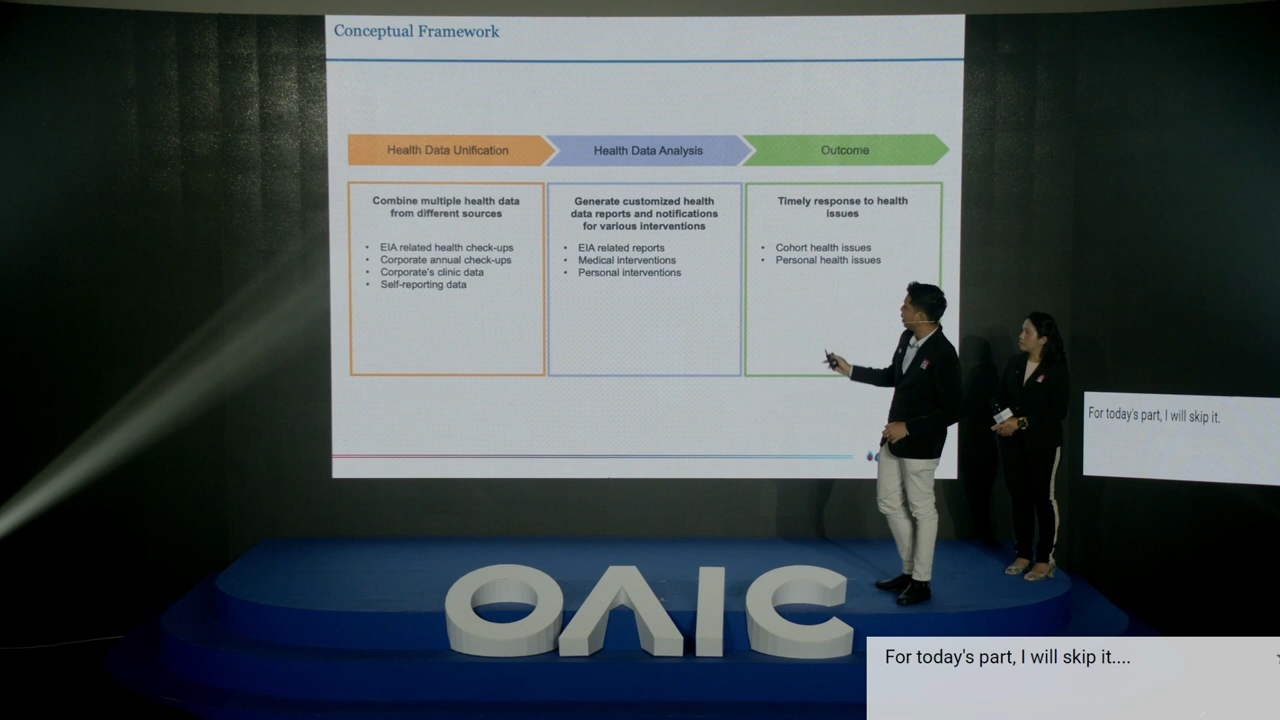 Conceptual Framework
Health Data Unification
Health Data Analysis
Outcome
Combine multiple health data
from different sources
• EIA related health check-ups
• Corporate annual check-ups
• Corporate's clinic data
• Self-reporting data
Generate customized health
data reports and notifications
for various interventions
• EIA related reports
• Medical interventions
• Personal interventions
Timely response to health
issues
• Cohort health issues
• Personal health issues
For today's part, I will skip it.
OAIC
For today's part, I will skip it....